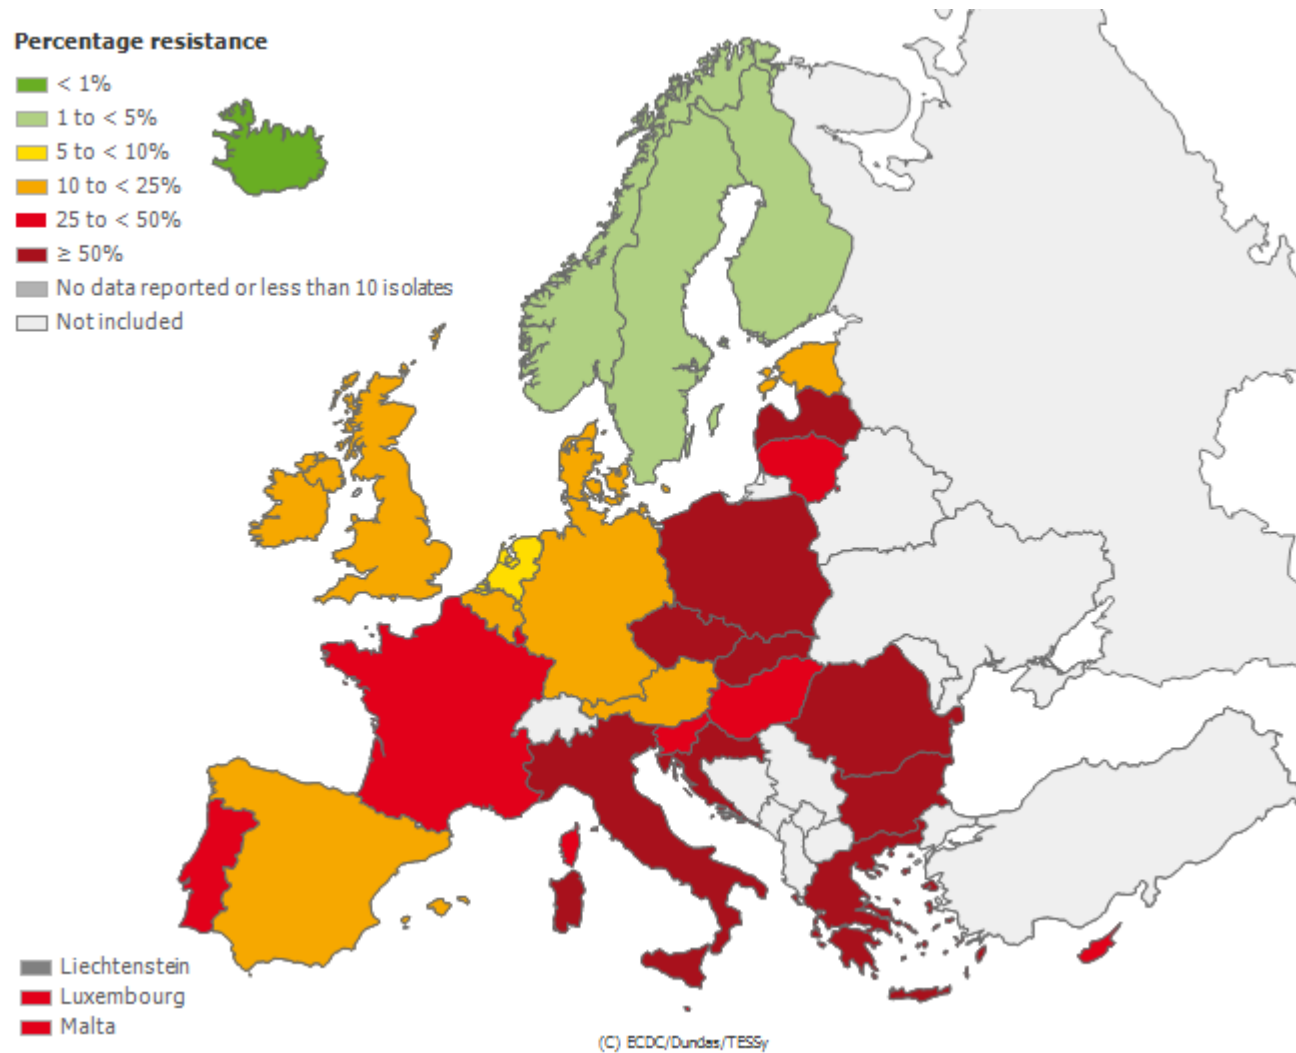 Percentage resistance
< 1%
1 to < 5%
5 to < 10%
10 to < 25%
25 to < 50%
≥ 50%
No data reported or less than 10 isolates
Not included
Liechtenstein
Luxembourg
Malta
(C) ECDC/Dundas/TESSy